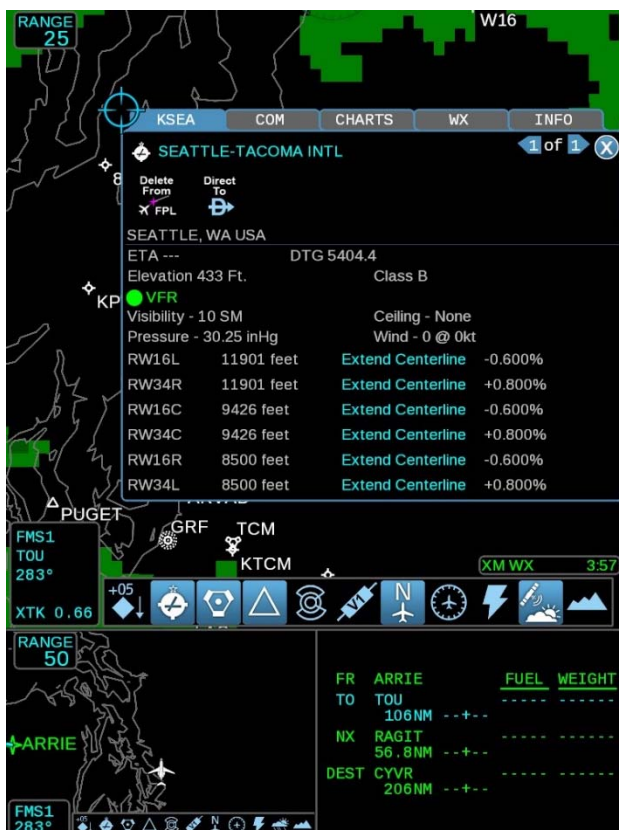 RANGE
25
W16
KSEA COM CHARTS WX INFO
SEATTLE-TACOMA INTL 1 of 1 X
8
Delete From FPL
Direct To D
SEATTLE, WA USA
ETA --- DTG 5404.4
Elevation 433 Ft. Class B
KP
VFR
Visibility - 10 SM Ceiling - None
Pressure - 30.25 inHg Wind - 0 @ 0kt
RW16L 11901 feet Extend Centerline -0.600%
RW34R 11901 feet Extend Centerline +0.800%
RW16C 9426 feet Extend Centerline -0.600%
RW34C 9426 feet Extend Centerline +0.800%
RW16R 8500 feet Extend Centerline -0.600%
RW34L 8500 feet Extend Centerline +0.800%
PUGET
GRF TCM
KTCM
FMS1
TOU
283°
XTK 0.66
XM WX 3:57
+05 V1 N
RANGE
50
ARRIE
FMS1
283°
+05 V1 N
FR ARRIE FUEL WEIGHT
TO TOU ----- ------
106NM --+--
NX RAGIT ----- ------
56.8NM --+--
DEST CYVR ----- ------
206NM --+--